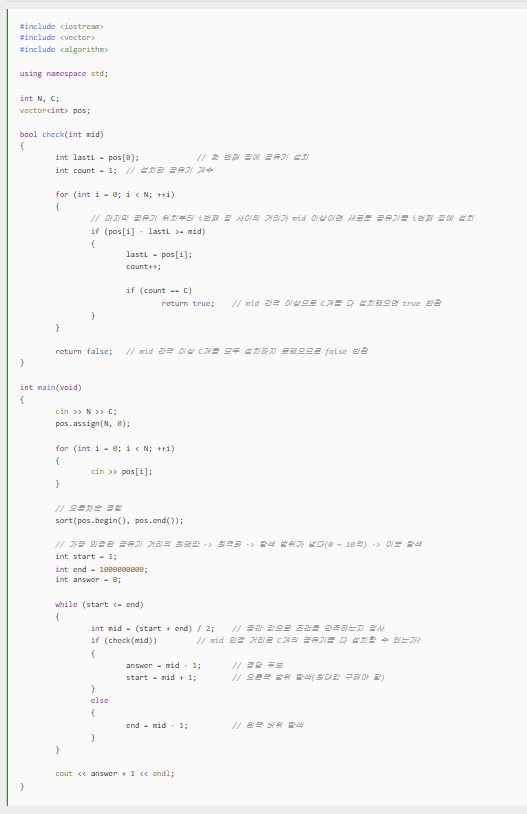 #include <iostream>
#include <vector>
#include <algorithm>
using namespace std;
int N, C;
vector<int> pos;
bool check(int mid)
{
int lastL = pos[0]; // 첫 번째 집에 공유기 설치
int count = 1; // 설치한 공유기 개수
for (int i = 0; i < N; ++i)
{
// 마지막 공유기 위치부터 i번째 집 사이의 거리가 mid 이상이면 새로운 공유기를 i번째 집에 설치
if (pos[i] - lastL >= mid)
{
lastL = pos[i];
count++;
if (count == C)
return true; // mid 간격 이상으로 C개를 다 설치했으면 true 반환
}
}
return false; // mid 간격 이상 C개를 모두 설치하지 못했으므로 false 반환
}
int main(void)
{
cin >> N >> C;
pos.assign(N, 0);
for (int i = 0; i < N; ++i)
{
cin >> pos[i];
}
// 오름차순 정렬
sort(pos.begin(), pos.end());
// 가장 인접한 공유기 거리의 최댓값 -> 최적화 -> 탐색 범위가 넓다(0 ~ 10억) -> 이분 탐색
int start = 1;
int end = 1000000000;
int answer = 0;
while (start <= end)
{
int mid = (start + end) / 2; // 중간 값으로 조건을 만족하는지 검사
if (check(mid)) // mid 인접 거리로 C개의 공유기를 다 설치할 수 있는가?
{
answer = mid - 1; // 정답 후보
start = mid + 1; // 오른쪽 범위 탐색(최대값 구해야 함)
}
else
{
end = mid - 1; // 왼쪽 범위 탐색
}
}
cout << answer + 1 << endl;
}